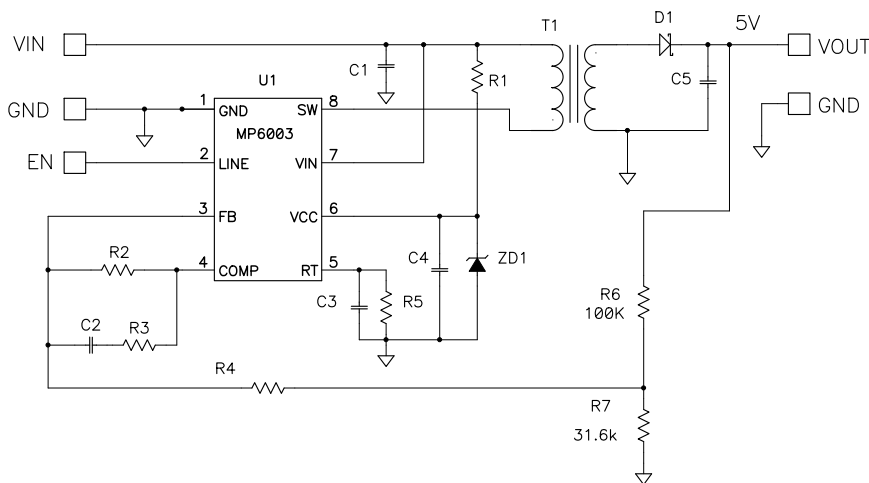 T1
D1
5V
VIN
VOUT
C1
R1
C5
U1
GND
1
GND
SW
8
GND
MP6003
EN
2
LINE
VIN
7
3
FB
VCC
6
R2
4
COMP
RT
5
C4
ZD1
C3
R5
R6
100K
C2
R3
R4
R7
31.6k